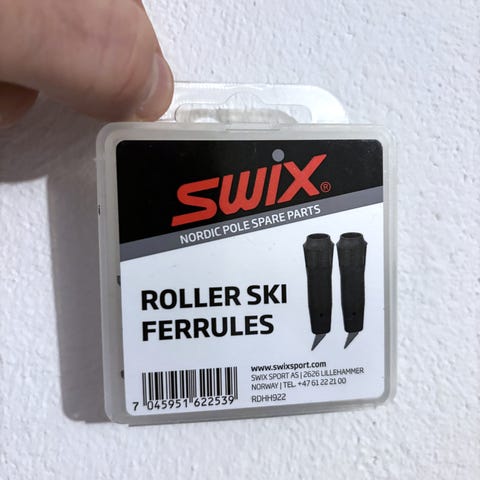 SWIX®
NORDIC POLE SPARE PARTS
ROLLER SKI
FERRULES
www.swixsport.com
SWIX SPORT AS | 2626 LILLEHAMMER
NORWAY | TEL. +47 61 22 21 00
RDHH922
7 045951 622539